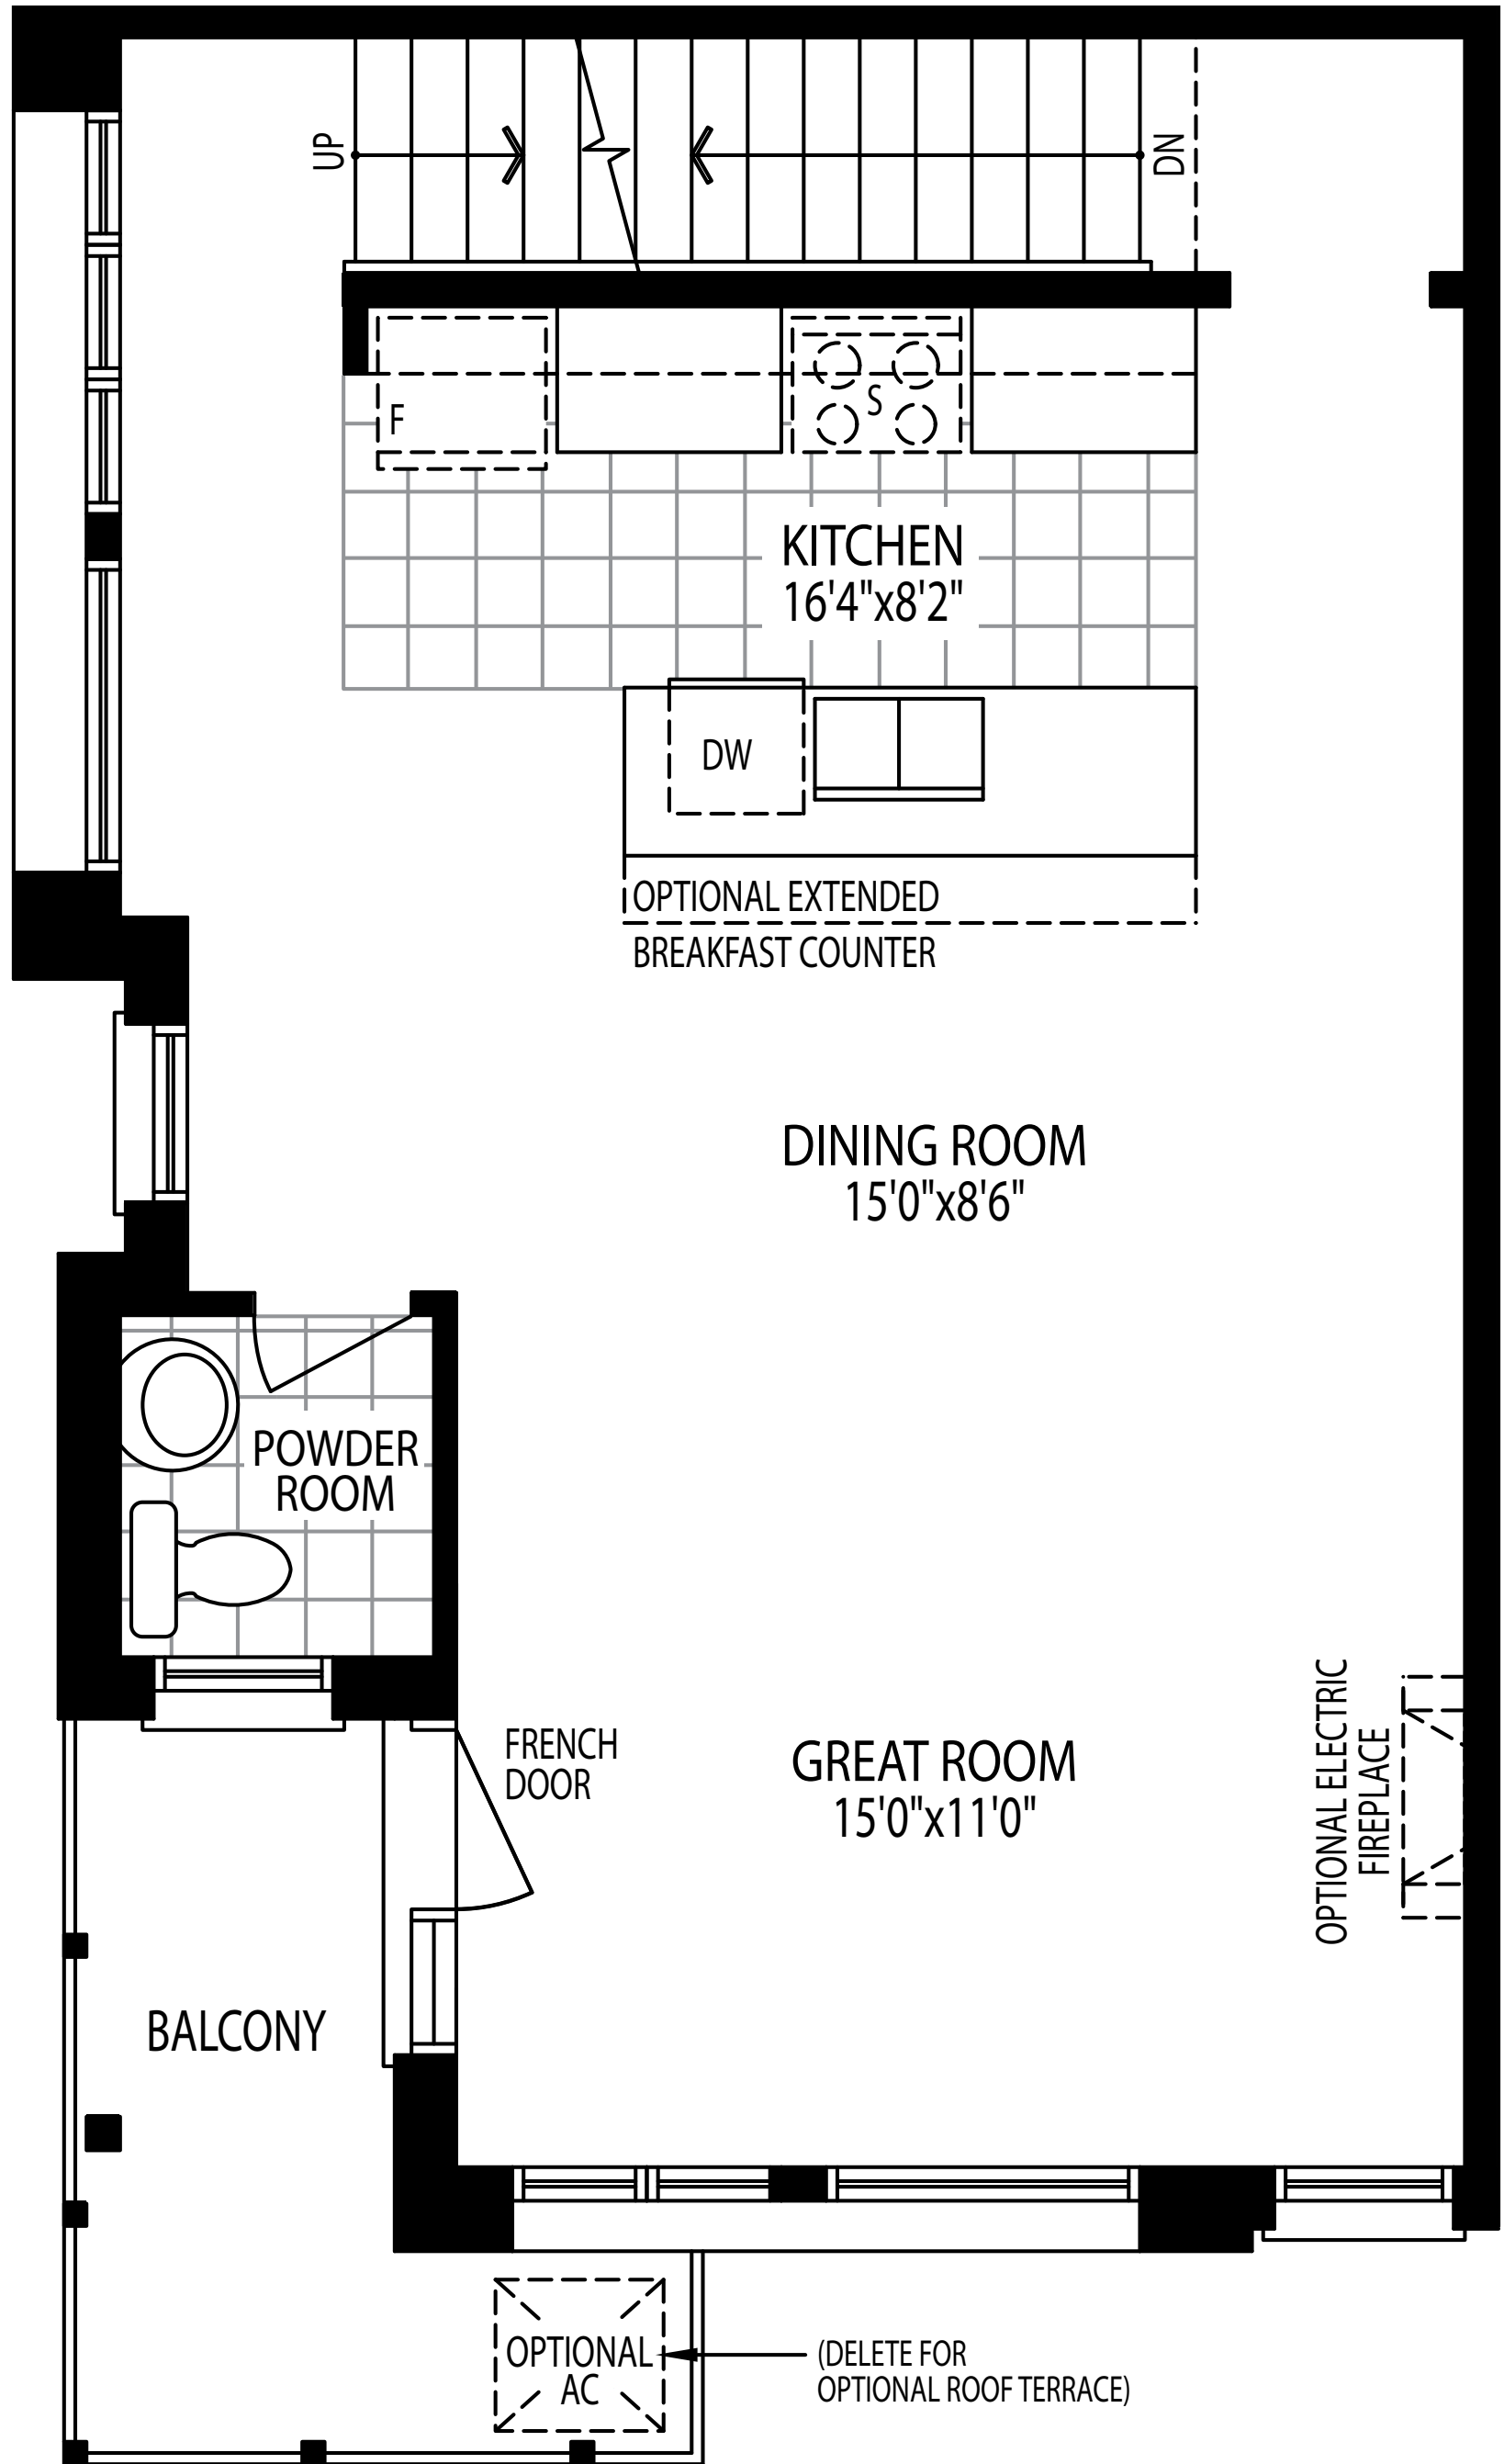 UP
DN
F
S
KITCHEN
16'4"x8'2"
DW
OPTIONAL EXTENDED
BREAKFAST COUNTER
DINING ROOM
15'0"x8'6"
POWDER
ROOM
FRENCH
DOOR
GREAT ROOM
15'0"x11'0"
OPTIONAL ELECTRIC
FIREPLACE
BALCONY
OPTIONAL
AC
(DELETE FOR
OPTIONAL ROOF TERRACE)